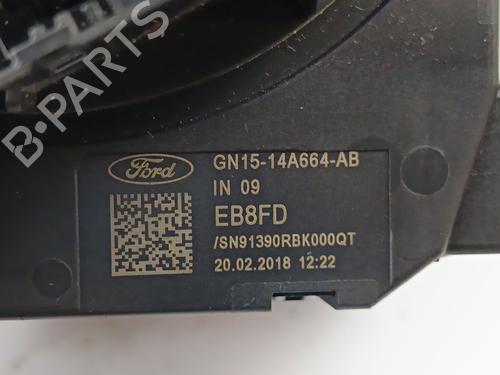 B-PARTS
Ford
GN15-14A664-AB
IN 09
EB8FD
/SN91390RBK000QT
20.02.2018 12:22